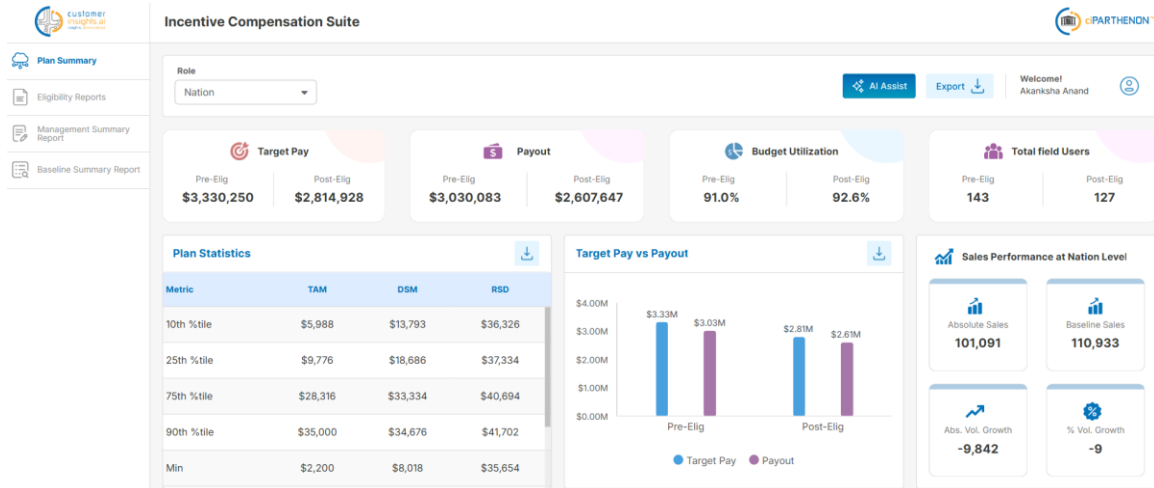 customer
insights.ai
Incentive Compensation Suite
ciPARTHENON
Plan Summary
Eligibility Reports
Management Summary
Report
Baseline Summary Report
Role
Nation
AI Assist
Export
Welcome!
Akanksha Anand
Target Pay
Pre-Elig
Post-Elig
$3,330,250
$2,814,928
Payout
Pre-Elig
Post-Elig
$3,030,083
$2,607,647
Budget Utilization
Pre-Elig
Post-Elig
91.0%
92.6%
Total field Users
Pre-Elig
Post-Elig
143
127
Plan Statistics
Metric TAM DSM RSD
10th %tile $5,988 $13,793 $36,326
25th %tile $9,776 $18,686 $37,334
75th %tile $28,316 $33,334 $40,694
90th %tile $35,000 $34,676 $41,702
Min $2,200 $8,018 $35,654
Target Pay vs Payout
$4.00M
$3.00M
$2.00M
$1.00M
$0.00M
$3.33M
$3.03M
$2.81M
$2.61M
Pre-Elig
Post-Elig
Target Pay
Payout
Sales Performance at Nation Level
Absolute Sales
101,091
Baseline Sales
110,933
Abs. Vol. Growth
-9,842
% Vol. Growth
-9